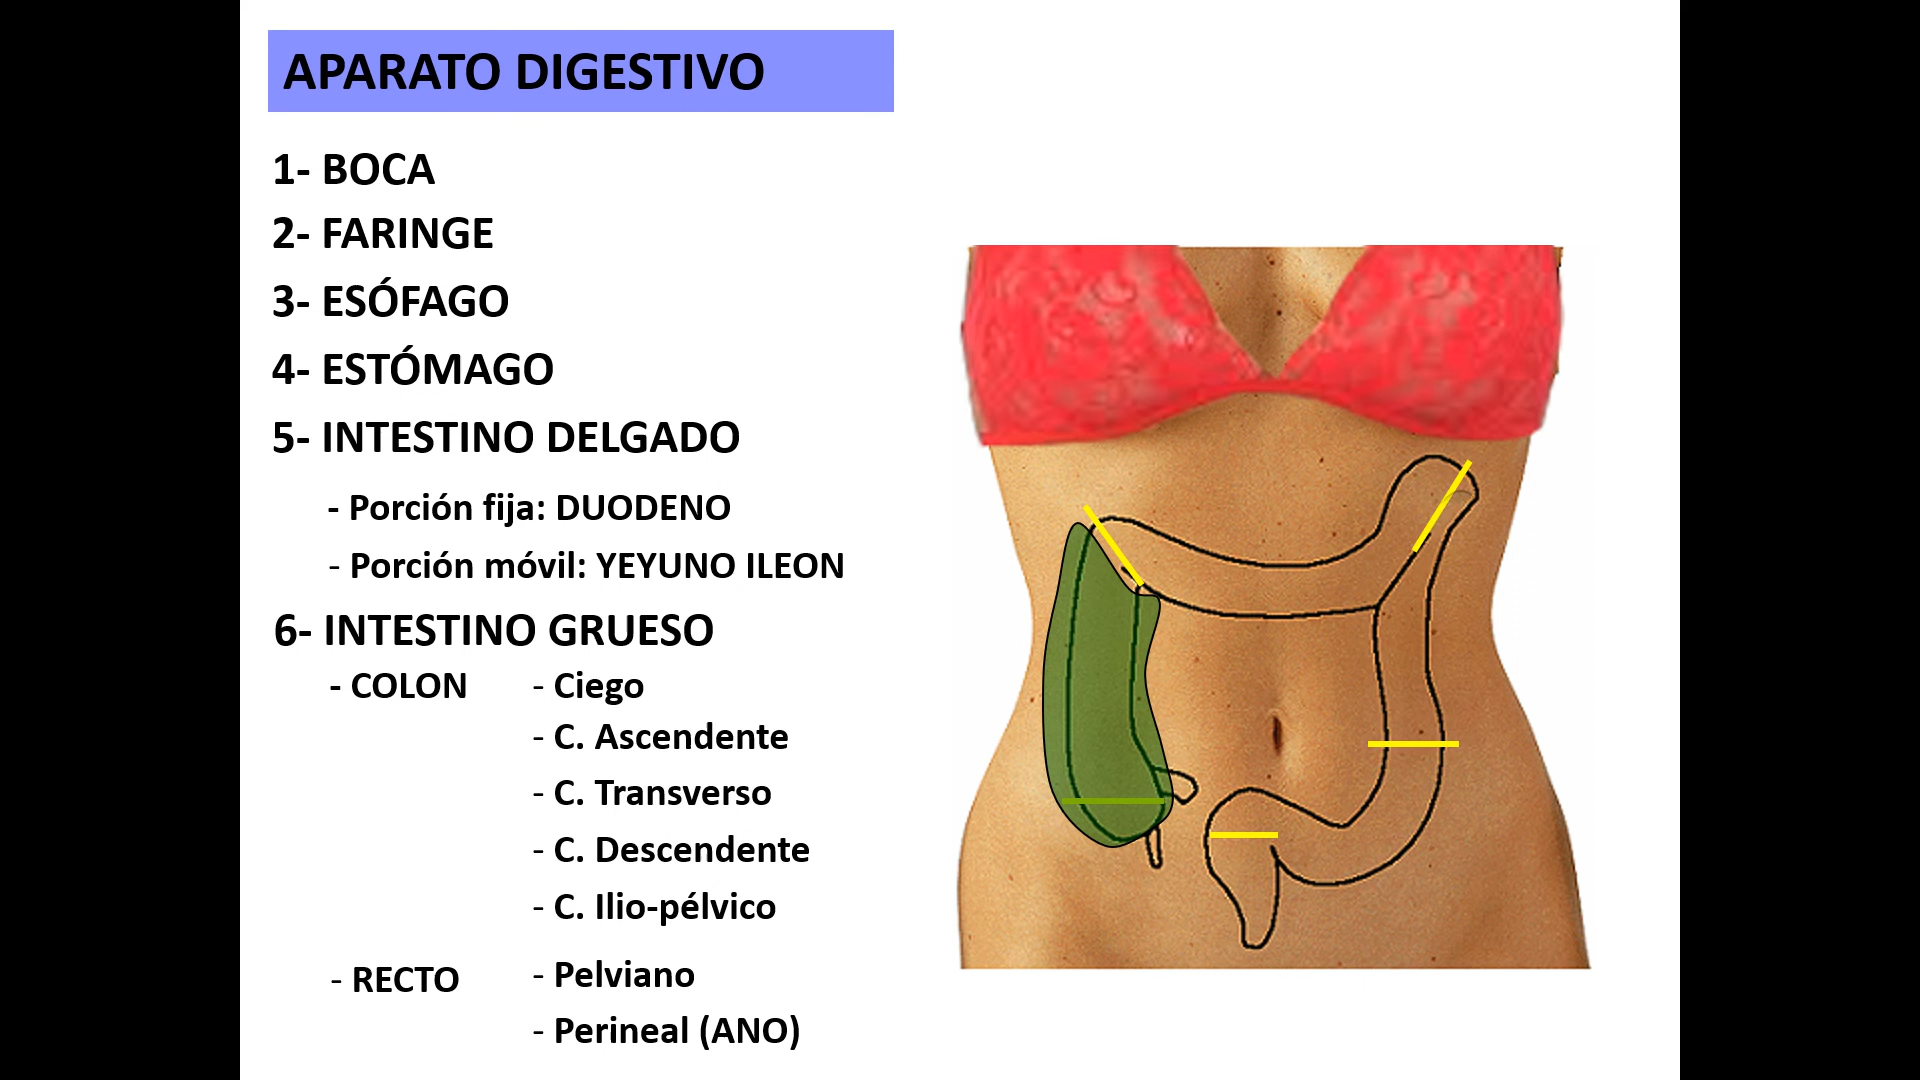 APARATO DIGESTIVO
1- BOCA
2- FARINGE
3- ESÓFAGO
4- ESTÓMAGO
5- INTESTINO DELGADO
- Porción fija: DUODENO
- Porción móvil: YEYUNO ILEON
6- INTESTINO GRUESO
- COLON - Ciego
- C. Ascendente
- C. Transverso
- C. Descendente
- C. Ilio-pélvico
- RECTO - Pelviano
- Perineal (ANO)